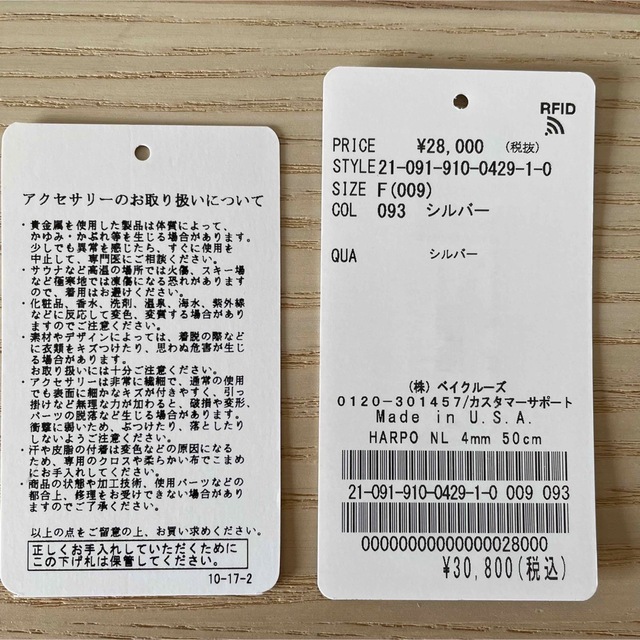 アクセサリーのお取り扱いについて
・貴金属を使用した製品は体質によって、
かゆみ・かぶれ等を生じる場合があります。
少しでも異常を感じたら、すぐに使用を
中止して、専門医にご相談ください。
・サウナなど高温の場所では火傷、スキー場
など極寒地では凍傷になる恐れがあります
ので、着用はお避けください。
・化粧品、香水、洗剤、温泉、海水、紫外線
などに反応して変色、変質する場合があり
ますのでご注意ください。
・素材やデザインによっては、着脱の際など
に衣類をキズつけたり、思わぬ危害が生じ
る場合があります。
お取り扱いには十分ご注意ください。
・アクセサリーは非常に繊細で、通常の使用
でも表面に細かなキズが付きやすく、引っ
掛けなど無理な力が加わると、破損や変形、
パーツの脱落など生じる場合があります。
衝撃に弱いため、ぶつけたり、落としたり
しないようご注意ください。
・汗や皮脂の付着は変色などの原因になる
ため、専用のクロスや柔らかい布でこまめ
にお手入れしてください。
・商品の状態や加工技術、使用パーツなどの
都合上、修理をお受けできない場合があり
ますのでご了承ください。
以上の点をご留意の上、お買い求めください。
正しくお手入れしていただくために
この下げ札は保管してください。
10-17-2
RFID
PRICE ¥28,000 (税抜)
STYLE21-091-910-0429-1-0
SIZE F(009)
COL 093 シルバー
QUA シルバー
(株) ベイクルーズ
0120-301457/カスタマーサポート
Made in U.S.A.
HARPO NL 4mm 50cm
21-091-910-0429-1-0 009 093
00000000000000028000
¥30,800(税込)